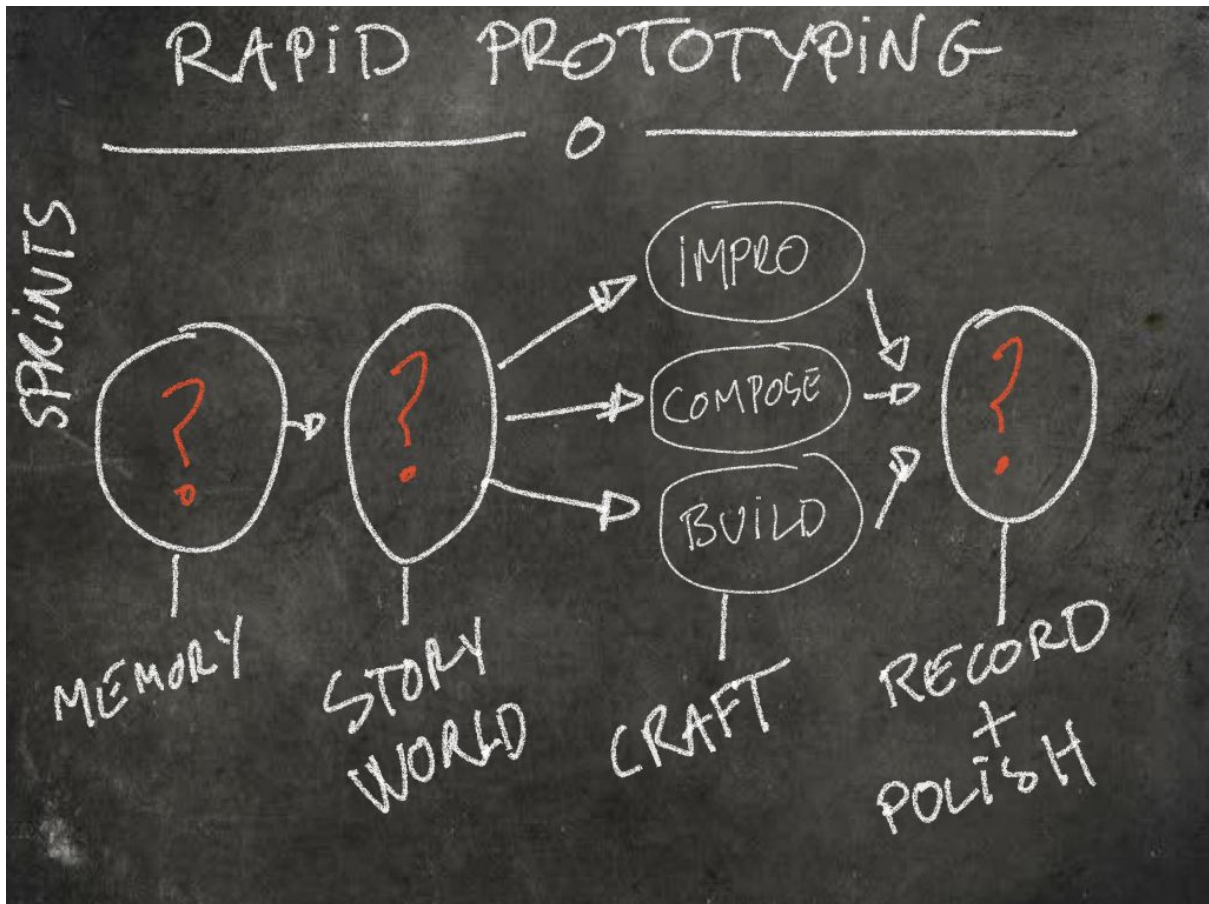 RAPiD PROTOTYPiNG
SPRiNTS
iMPRO
?
?
COMPOSE
?
BUiLD
MEMORY
STORY
WORLD
CRAFT
RECORD
+
POLiSH